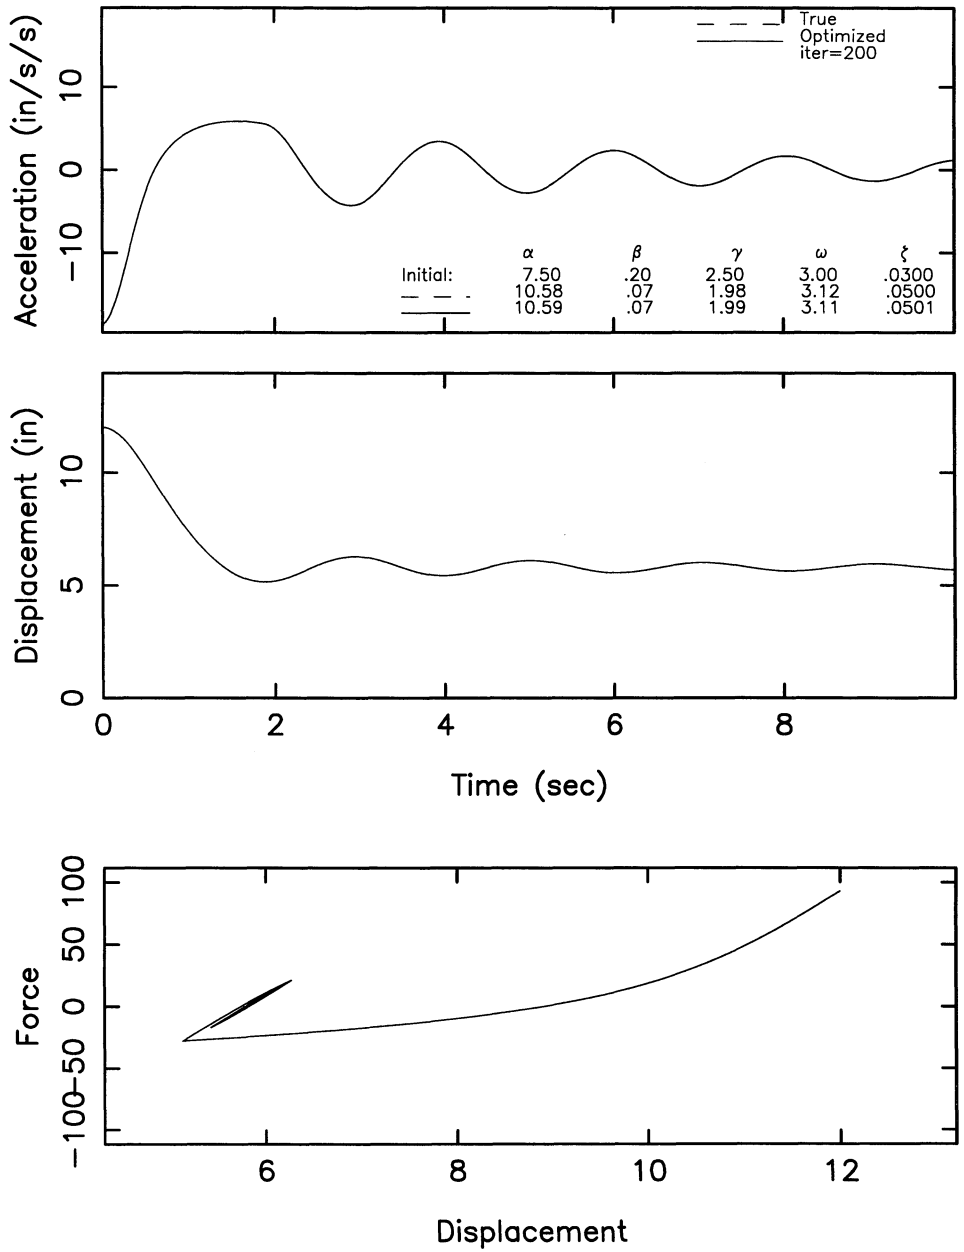 True
Optimized
iter=200
Acceleration (in/s/s)
10
0
−10
α β γ ω ζ
Initial: 7.50 .20 2.50 3.00 .0300
10.58 .07 1.98 3.12 .0500
10.59 .07 1.99 3.11 .0501
Displacement (in)
10
5
0
0 2 4 6 8
Time (sec)
Force
100
50
0
−50
−100
6 8 10 12
Displacement